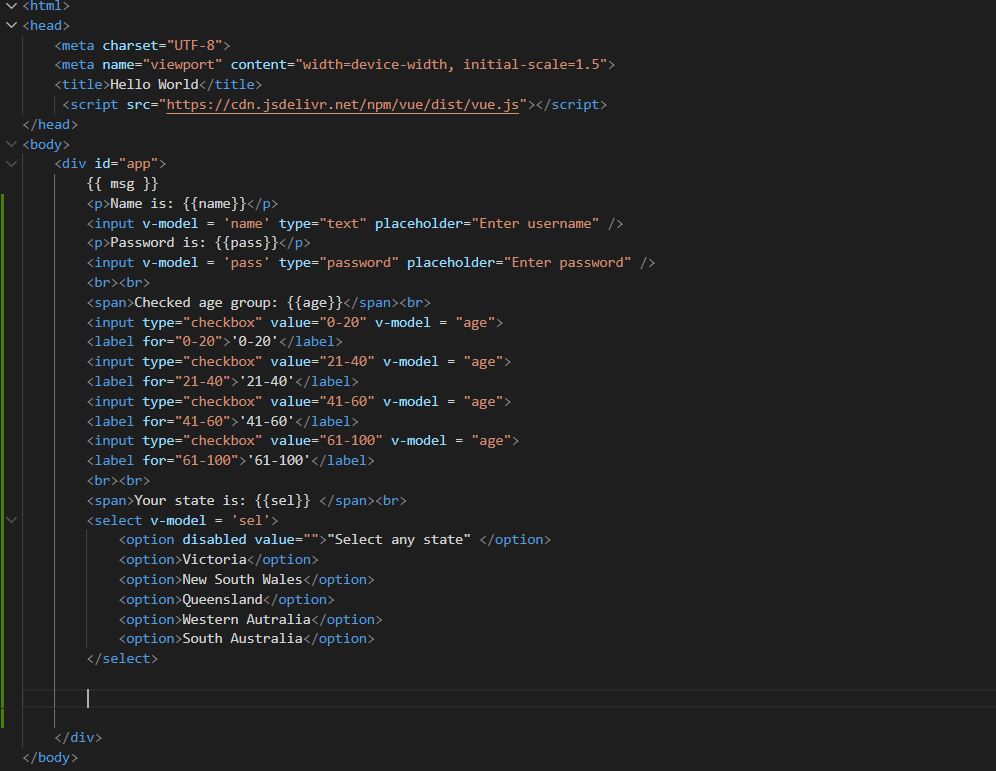 <html>
<head>
<meta charset="UTF-8">
<meta name="viewport" content="width=device-width, initial-scale=1.5">
<title>Hello World</title>
<script src="https://cdn.jsdelivr.net/npm/vue/dist/vue.js"></script>
</head>
<body>
<div id="app">
{{ msg }}
<p>Name is: {{name}}</p>
<input v-model = 'name' type="text" placeholder="Enter username" />
<p>Password is: {{pass}}</p>
<input v-model = 'pass' type="password" placeholder="Enter password" />
<br><br>
<span>Checked age group: {{age}}</span><br>
<input type="checkbox" value="0-20" v-model = "age">
<label for="0-20">'0-20'</label>
<input type="checkbox" value="21-40" v-model = "age">
<label for="21-40">'21-40'</label>
<input type="checkbox" value="41-60" v-model = "age">
<label for="41-60">'41-60'</label>
<input type="checkbox" value="61-100" v-model = "age">
<label for="61-100">'61-100'</label>
<br><br>
<span>Your state is: {{sel}} </span><br>
<select v-model = 'sel'>
<option disabled value="">"Select any state" </option>
<option>Victoria</option>
<option>New South Wales</option>
<option>Queensland</option>
<option>Western Autralia</option>
<option>South Australia</option>
</select>
</div>
</body>